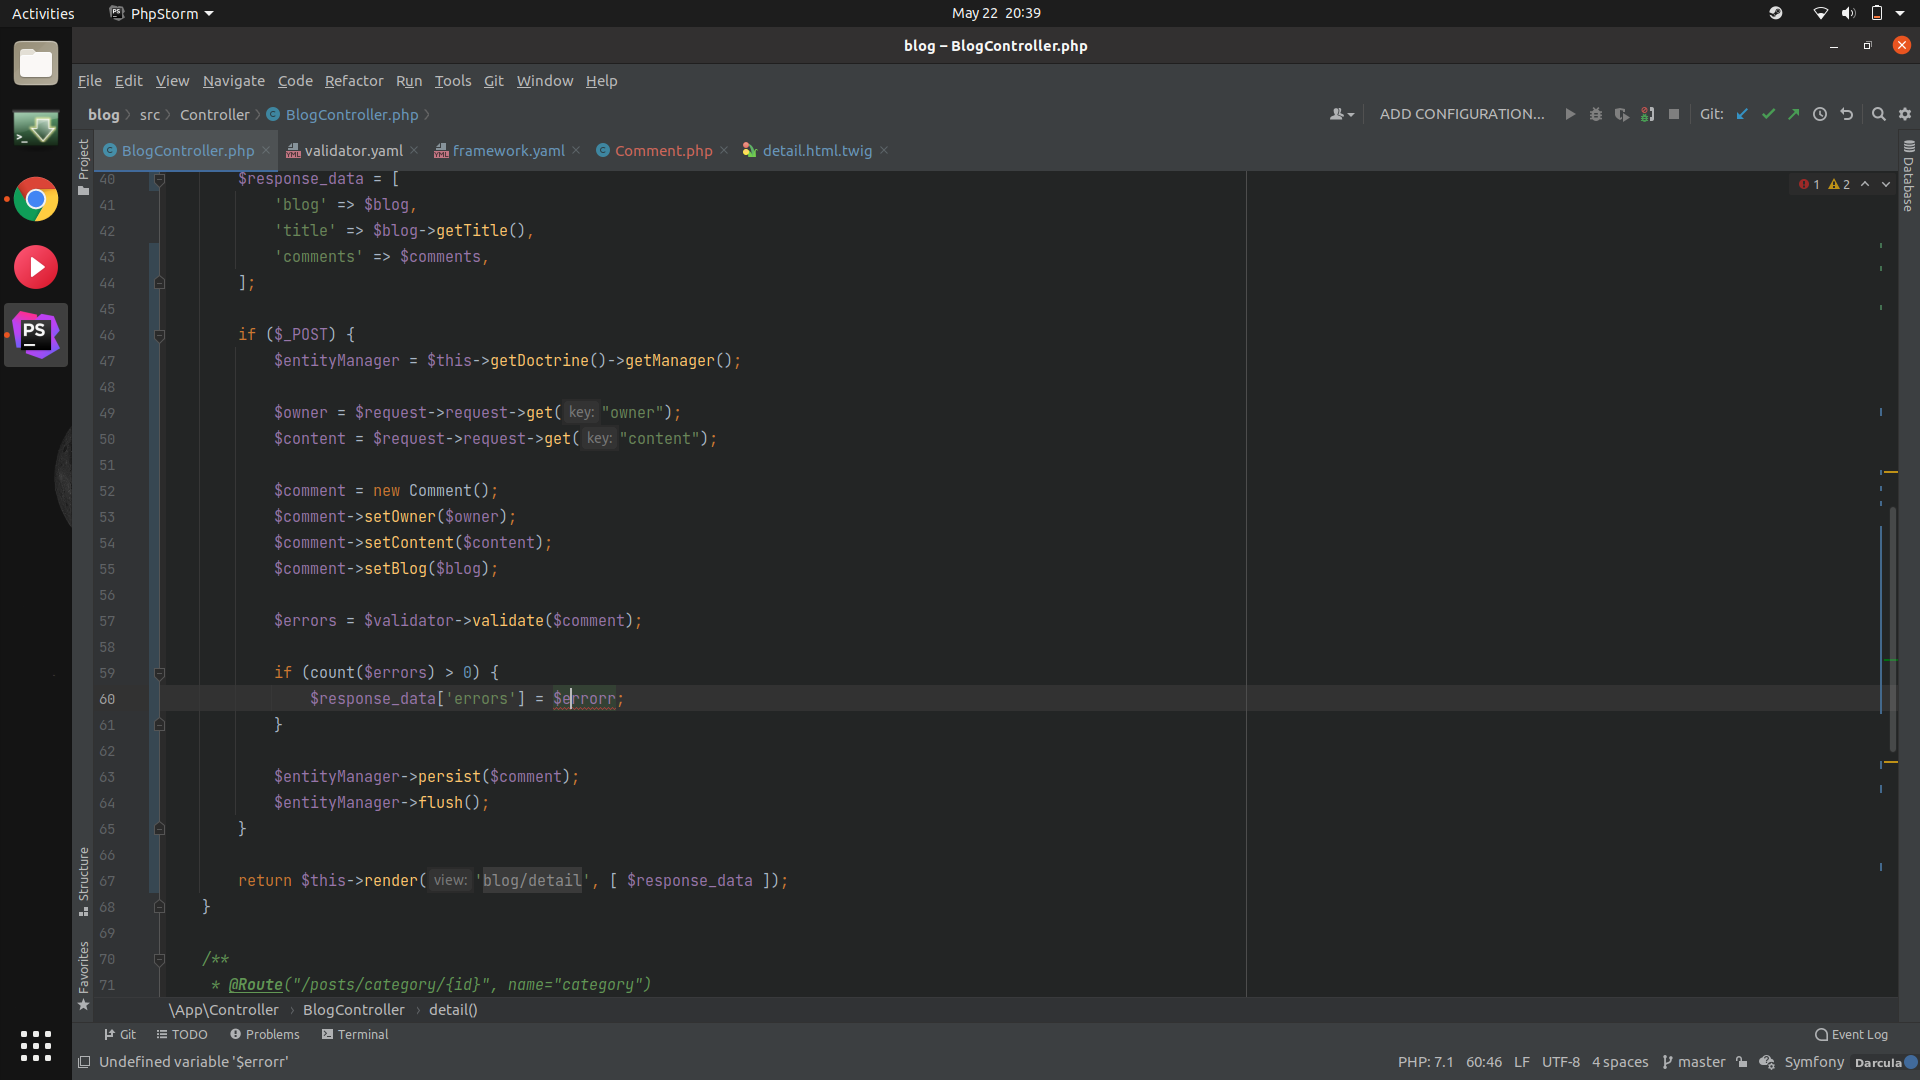 Activities
PhpStorm
May 22 20:39
blog – BlogController.php
File Edit View Navigate Code Refactor Run Tools Git Window Help
blog
src
Controller
BlogController.php
ADD CONFIGURATION...
Git:
Project
BlogController.php
validator.yaml
framework.yaml
Comment.php
detail.html.twig
Database
1
2
40 $response_data = [
41 'blog' => $blog,
42 'title' => $blog->getTitle(),
43 'comments' => $comments,
44 ];
45
46 if ($_POST) {
47 $entityManager = $this->getDoctrine()->getManager();
48
49 $owner = $request->request->get( key: "owner");
50 $content = $request->request->get( key: "content");
51
52 $comment = new Comment();
53 $comment->setOwner($owner);
54 $comment->setContent($content);
55 $comment->setBlog($blog);
56
57 $errors = $validator->validate($comment);
58
59 if (count($errors) > 0) {
60 $response_data['errors'] = $errorr;
61 }
62
63 $entityManager->persist($comment);
64 $entityManager->flush();
65 }
66
67 return $this->render( view: 'blog/detail', [ $response_data ]);
68 }
69
70 /**
71 * @Route("/posts/category/{id}", name="category")
Structure
Favorites
\App\Controller
BlogController
detail()
Git
TODO
Problems
Terminal
Event Log
Undefined variable '$errorr'
PHP: 7.1
60:46
LF
UTF-8
4 spaces
master
Symfony
Darcula
PS